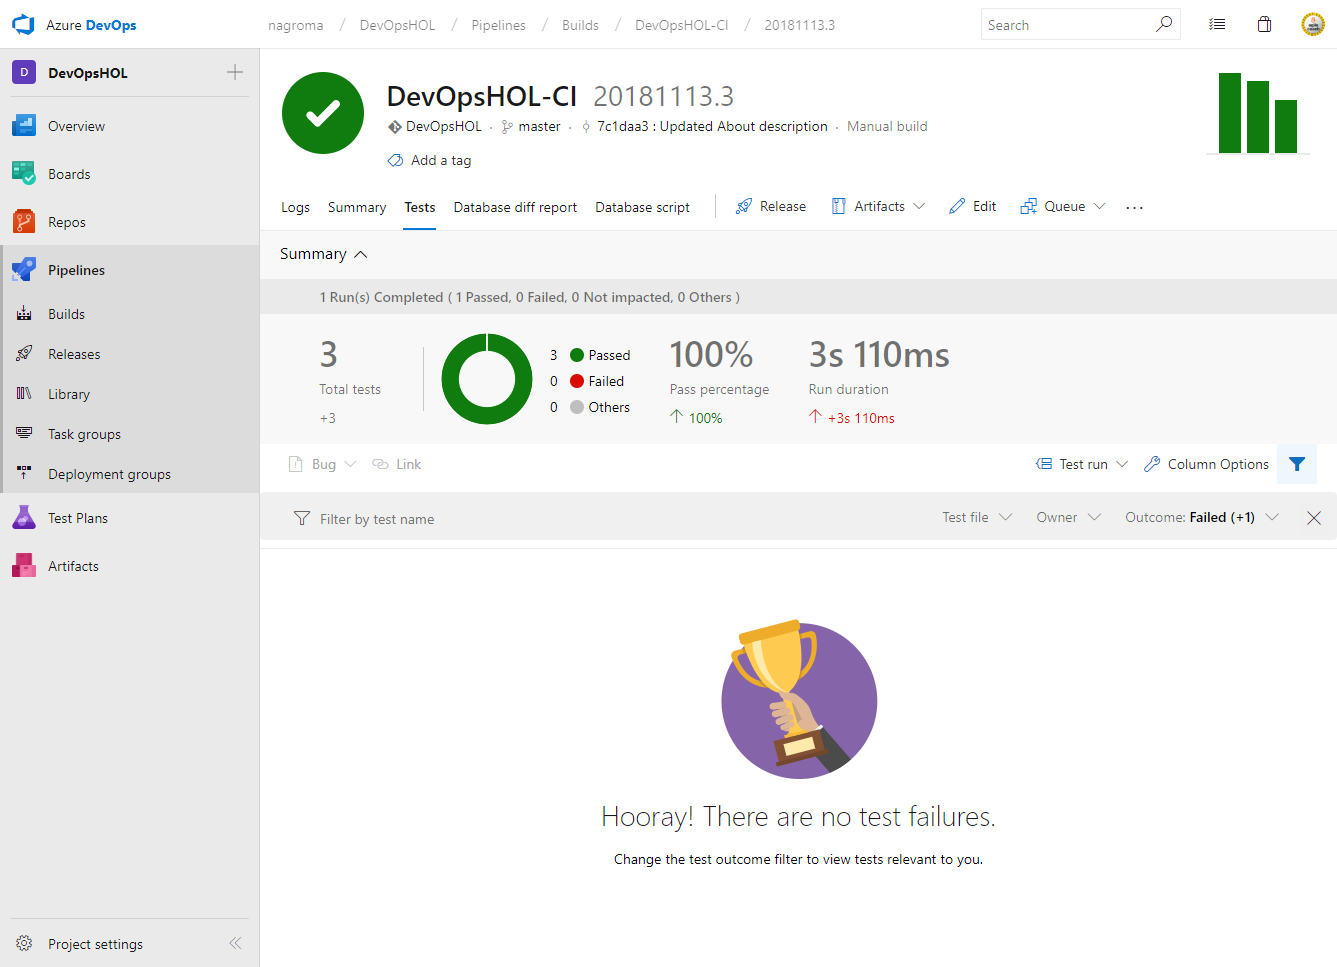 Azure DevOps
nagroma / DevOpsHOL / Pipelines / Builds / DevOpsHOL-CI / 20181113.3
Search
D DevOpsHOL
Overview
Boards
Repos
Pipelines
Builds
Releases
Library
Task groups
Deployment groups
Test Plans
Artifacts
Project settings
DevOpsHOL-CI 20181113.3
DevOpsHOL · master · 7c1daa3 : Updated About description · Manual build
Add a tag
Logs Summary Tests Database diff report Database script Release Artifacts Edit Queue ...
Summary
1 Run(s) Completed ( 1 Passed, 0 Failed, 0 Not impacted, 0 Others )
3
Total tests
+3
3 Passed
0 Failed
0 Others
100%
Pass percentage
100%
3s 110ms
Run duration
+3s 110ms
Bug Link Test run Column Options
Filter by test name Test file Owner Outcome: Failed (+1)
Hooray! There are no test failures.
Change the test outcome filter to view tests relevant to you.